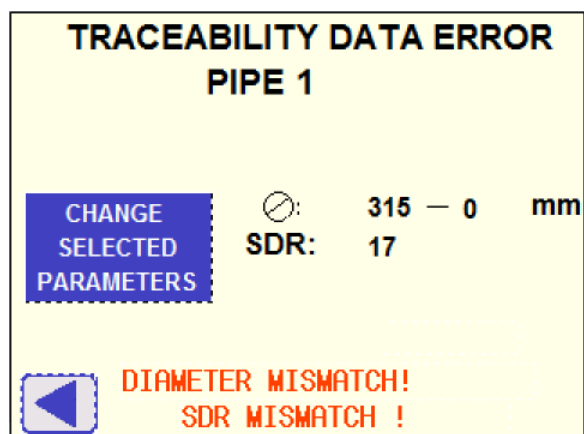 TRACEABILITY DATA ERROR
PIPE 1
CHANGE
SELECTED
PARAMETERS
∅: 315 — 0 mm
SDR: 17
DIAMETER MISMATCH!
SDR MISMATCH !